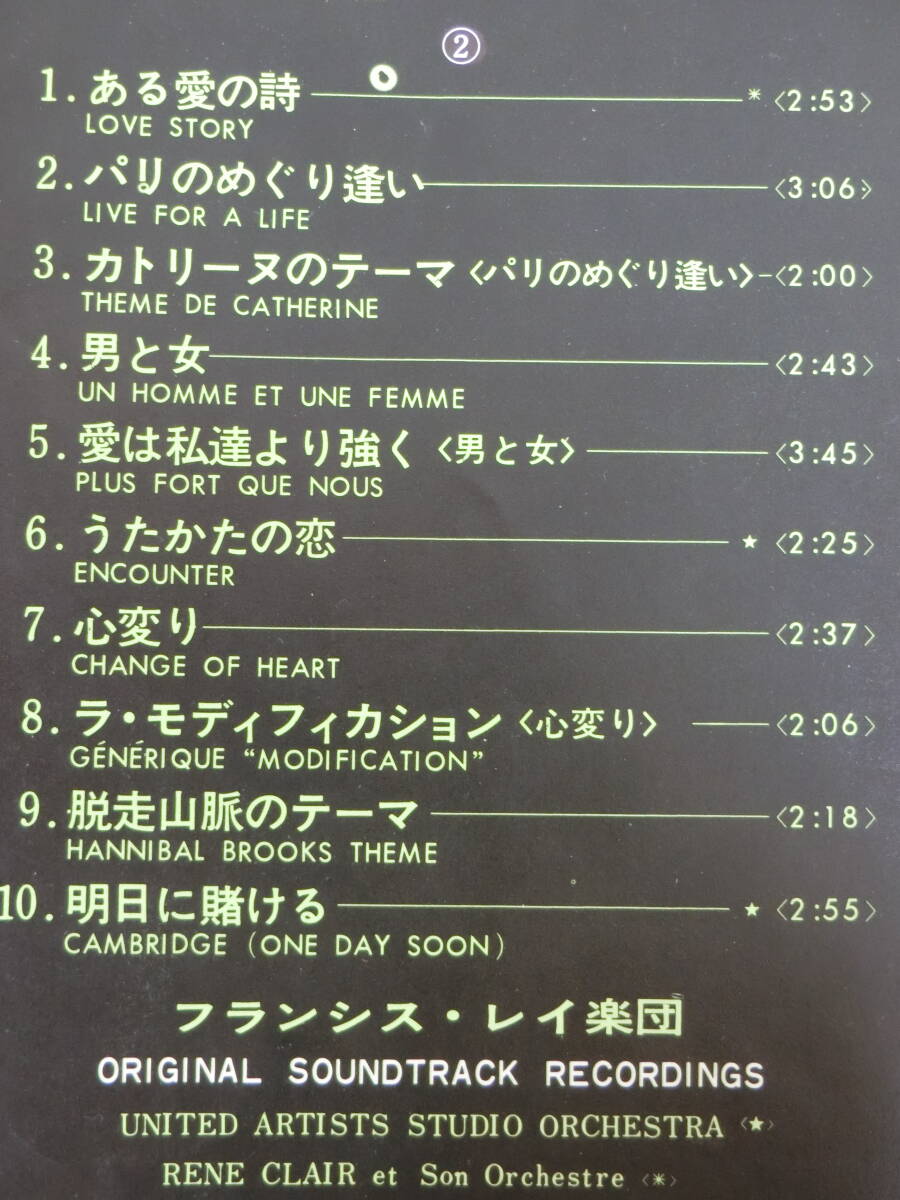 ②
1. ある愛の詩 * 〈2:53〉
LOVE STORY
2. パリのめぐり逢い 〈3:06〉
LIVE FOR A LIFE
3. カトリーヌのテーマ〈パリのめぐり逢い〉 〈2:00〉
THEME DE CATHERINE
4. 男と女 〈2:43〉
UN HOMME ET UNE FEMME
5. 愛は私達より強く〈男と女〉 〈3:45〉
PLUS FORT QUE NOUS
6. うたかたの恋 ★ 〈2:25〉
ENCOUNTER
7. 心変り 〈2:37〉
CHANGE OF HEART
8. ラ・モディフィカション〈心変り〉 〈2:06〉
GÉNÉRIQUE “MODIFICATION”
9. 脱走山脈のテーマ 〈2:18〉
HANNIBAL BROOKS THEME
10. 明日に賭ける ★ 〈2:55〉
CAMBRIDGE (ONE DAY SOON)
フランシス・レイ楽団
ORIGINAL SOUNDTRACK RECORDINGS
UNITED ARTISTS STUDIO ORCHESTRA 〈★〉
RENE CLAIR et Son Orchestre 〈*〉